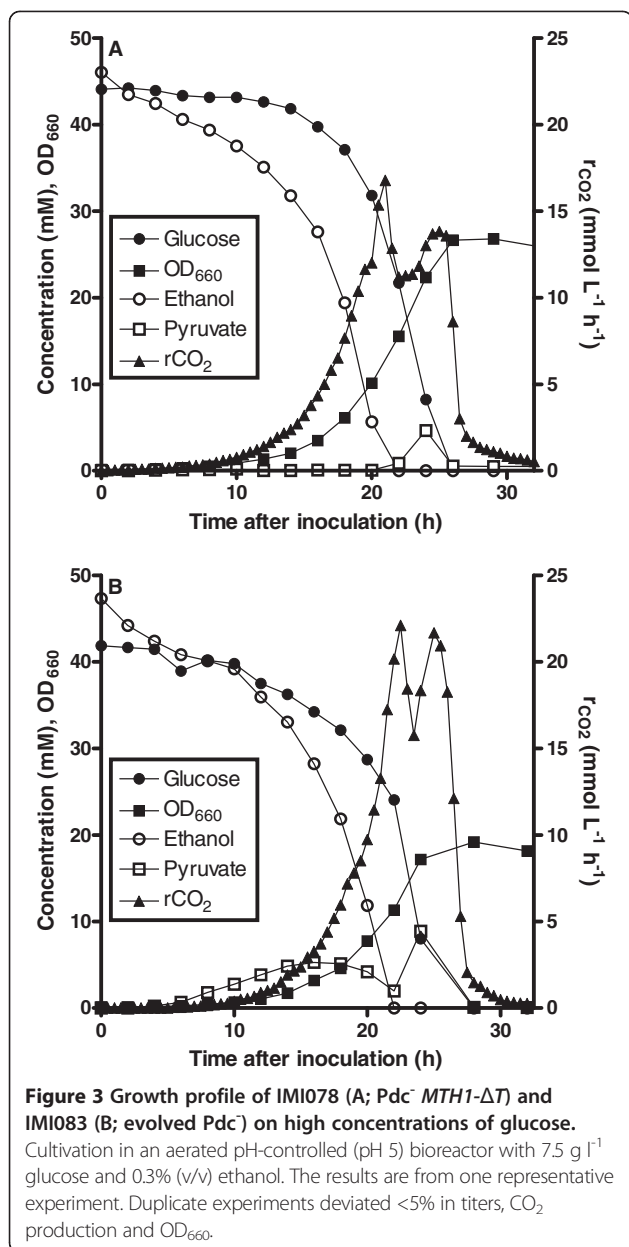 A
50
40
30
20
10
0
Concentration (mM), OD660
25
20
15
10
5
0
rCO2 (mmol L-1 h-1)
Glucose
OD660
Ethanol
Pyruvate
rCO2
0
10
20
30
Time after inoculation (h)
B
50
40
30
20
10
0
Concentration (mM), OD660
25
20
15
10
5
0
rCO2 (mmol L-1 h-1)
Glucose
OD660
Ethanol
Pyruvate
rCO2
0
10
20
30
Time after inoculation (h)
Figure 3 Growth profile of IMI078 (A; Pdc- MTH1-ΔT) and
IMI083 (B; evolved Pdc-) on high concentrations of glucose.
Cultivation in an aerated pH-controlled (pH 5) bioreactor with 7.5 g l-1
glucose and 0.3% (v/v) ethanol. The results are from one representative
experiment. Duplicate experiments deviated <5% in titers, CO2
production and OD660.